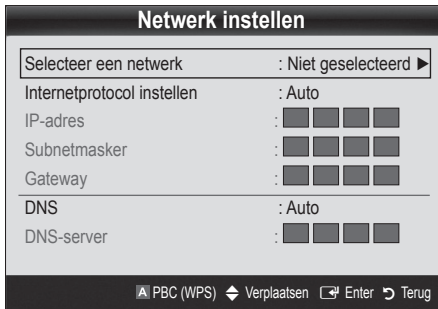 Netwerk instellen
Selecteer een netwerk : Niet geselecteerd ▶
Internetprotocol instellen : Auto
IP-adres :
Subnetmasker :
Gateway :
DNS : Auto
DNS-server :
A PBC (WPS) Verplaatsen Enter Terug